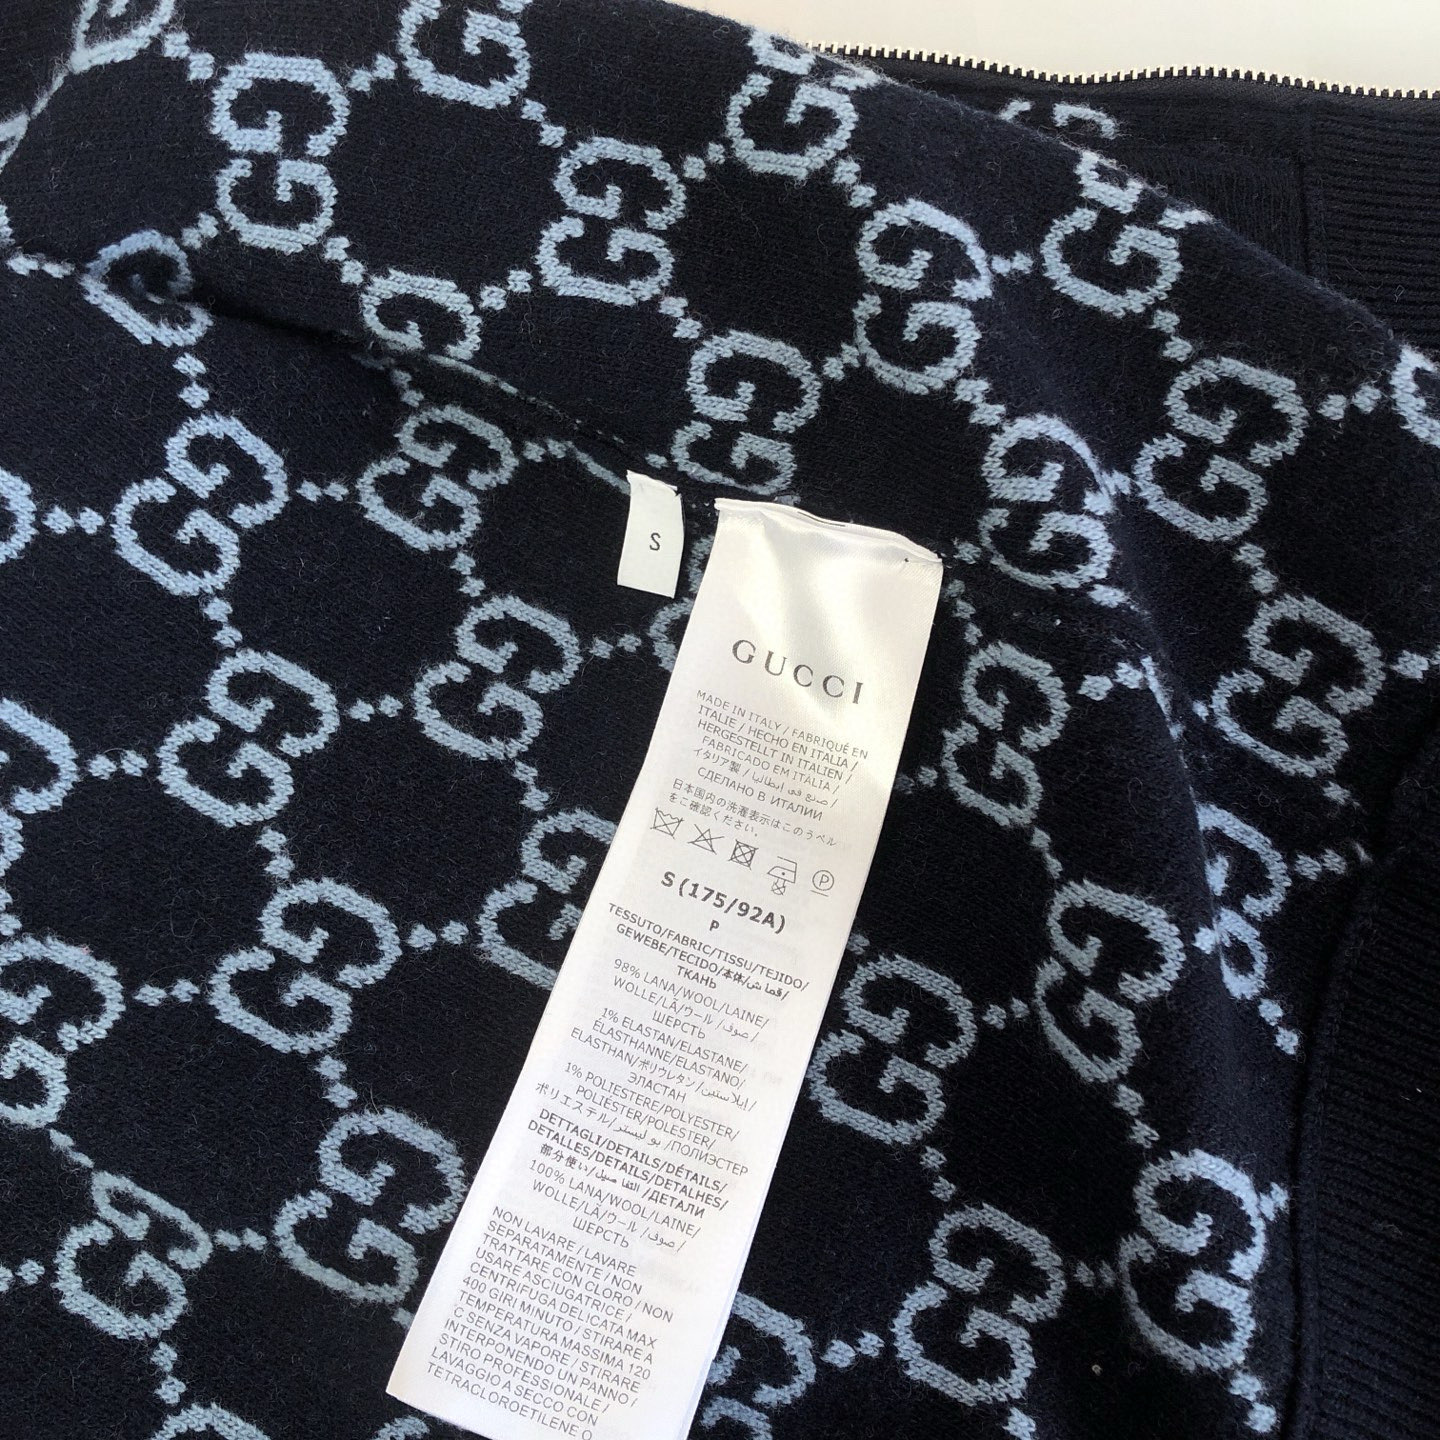 S
GUCCI
MADE IN ITALY / FABRIQUÉ EN
ITALIE / HECHO EN ITALIA /
HERGESTELLT IN ITALIEN /
FABRICADO EM ITALIA /
イタリア製 / صنع في إيطاليا /
СДЕЛАНО В ИТАЛИИ
日本国内の洗濯表示はこのラベル
をご確認ください。
P
S (175/92A)
P
TESSUTO/FABRIC/TISSU/TEJIDO/
GEWEBE/TECIDO/本体/قماش/
ТКАНЬ
98% LANA/WOOL/LAINE/
WOLLE/LÃ/ウール/صوف/
ШЕРСТЬ
1% ELASTAN/ELASTANE/
ÉLASTHANNE/ELASTANO/
ELASTHAN/ポリウレタン/إيلاستين/
ЭЛАСТАН
1% POLIESTERE/POLYESTER/
POLIÉSTER/POLIESTER/
ポリエステル/بوليستر/ПОЛИЭСТЕР
DETTAGLI/DETAILS/DÉTAILS/
DETALLES/DETAILS/DETALHES/
部分使い/التفاصيل/ДЕТАЛИ
100% LANA/WOOL/LAINE/
WOLLE/LÃ/ウール/صوف/
ШЕРСТЬ
NON LAVARE / LAVARE
SEPARATAMENTE / NON
TRATTARE CON CLORO / NON
USARE ASCIUGATRICE /
CENTRIFUGA DELICATA MAX
400 GIRI MINUTO / STIRARE A
TEMPERATURA MASSIMA 120
C SENZA VAPORE / STIRARE
INTERPONENDO UN PANNO /
STIRO PROFESSIONALE /
LAVAGGIO A SECCO CON
TETRACLOROETILENE O